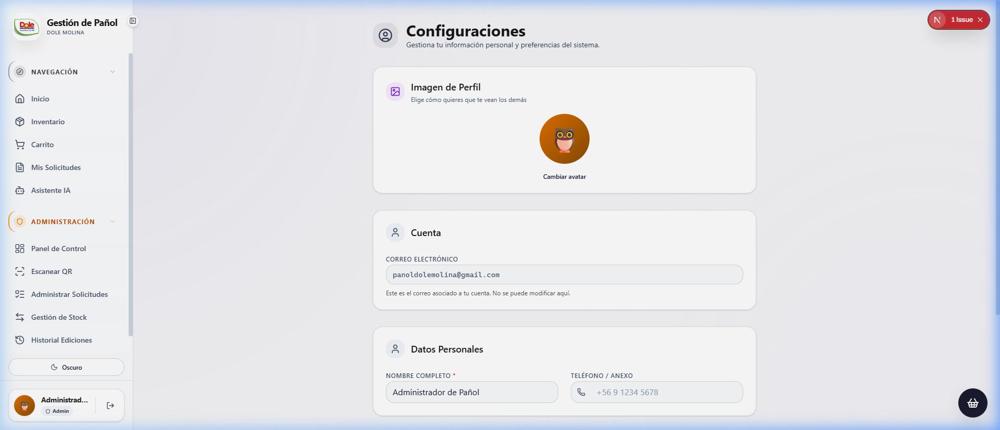 Dole
Sunshine For All
Gestión de Pañol
DOLE MOLINA
NAVEGACIÓN
Inicio
Inventario
Carrito
Mis Solicitudes
Asistente IA
ADMINISTRACIÓN
Panel de Control
Escanear QR
Administrar Solicitudes
Gestión de Stock
Historial Ediciones
Oscuro
Administrad...
Admin
Configuraciones
Gestiona tu información personal y preferencias del sistema.
Imagen de Perfil
Elige cómo quieres que te vean los demás
Cambiar avatar
Cuenta
CORREO ELECTRÓNICO
panoldolemolina@gmail.com
Este es el correo asociado a tu cuenta. No se puede modificar aquí.
Datos Personales
NOMBRE COMPLETO *
Administrador de Pañol
TELÉFONO / ANEXO
+56 9 1234 5678
N
1 Issue